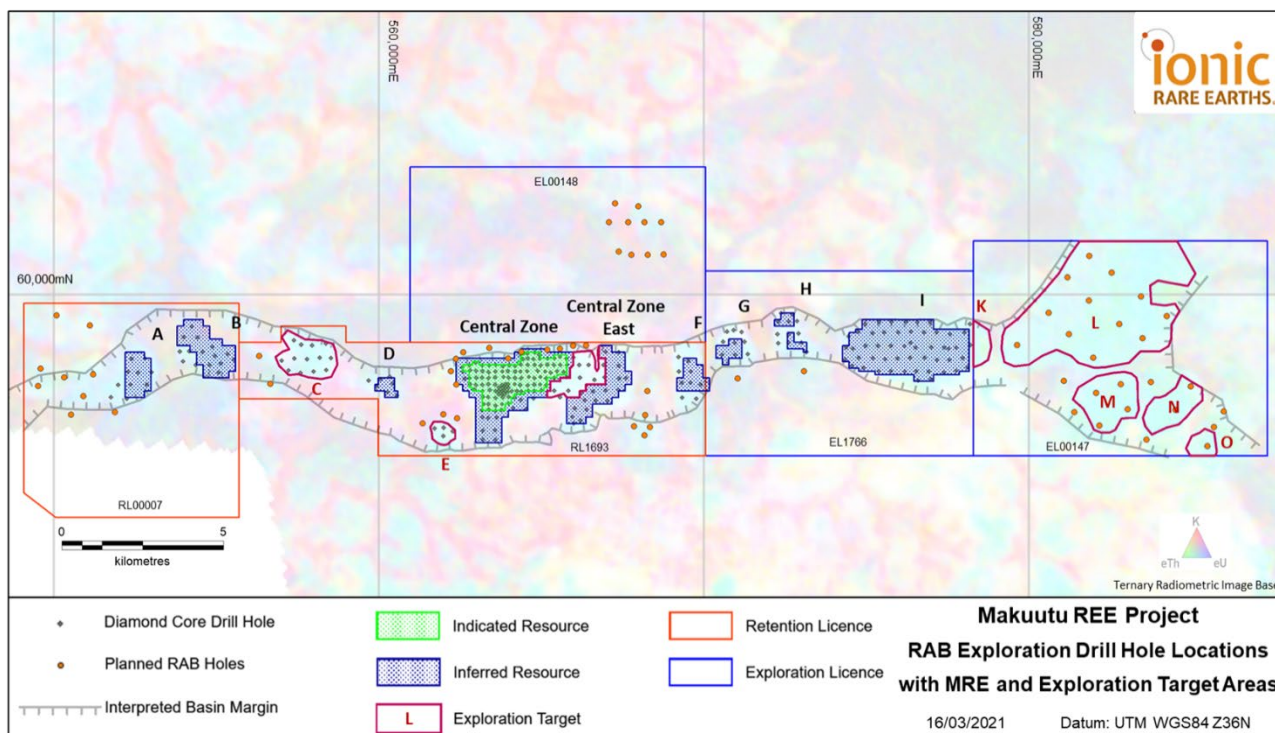 560,000mE
580,000mE
ionic
RARE EARTHS
EL00148
60,000mN
Central Zone
Central Zone
East
A
B
C
D
E
F
G
H
I
K
L
M
N
O
RL00007
RL1693
EL1766
EL00147
0
5
kilometres
K
eTh
eU
Ternary Radiometric Image Base
Diamond Core Drill Hole
Planned RAB Holes
Interpreted Basin Margin
Indicated Resource
Inferred Resource
L
Exploration Target
Retention Licence
Exploration Licence
Makuutu REE Project
RAB Exploration Drill Hole Locations
with MRE and Exploration Target Areas
16/03/2021
Datum: UTM WGS84 Z36N